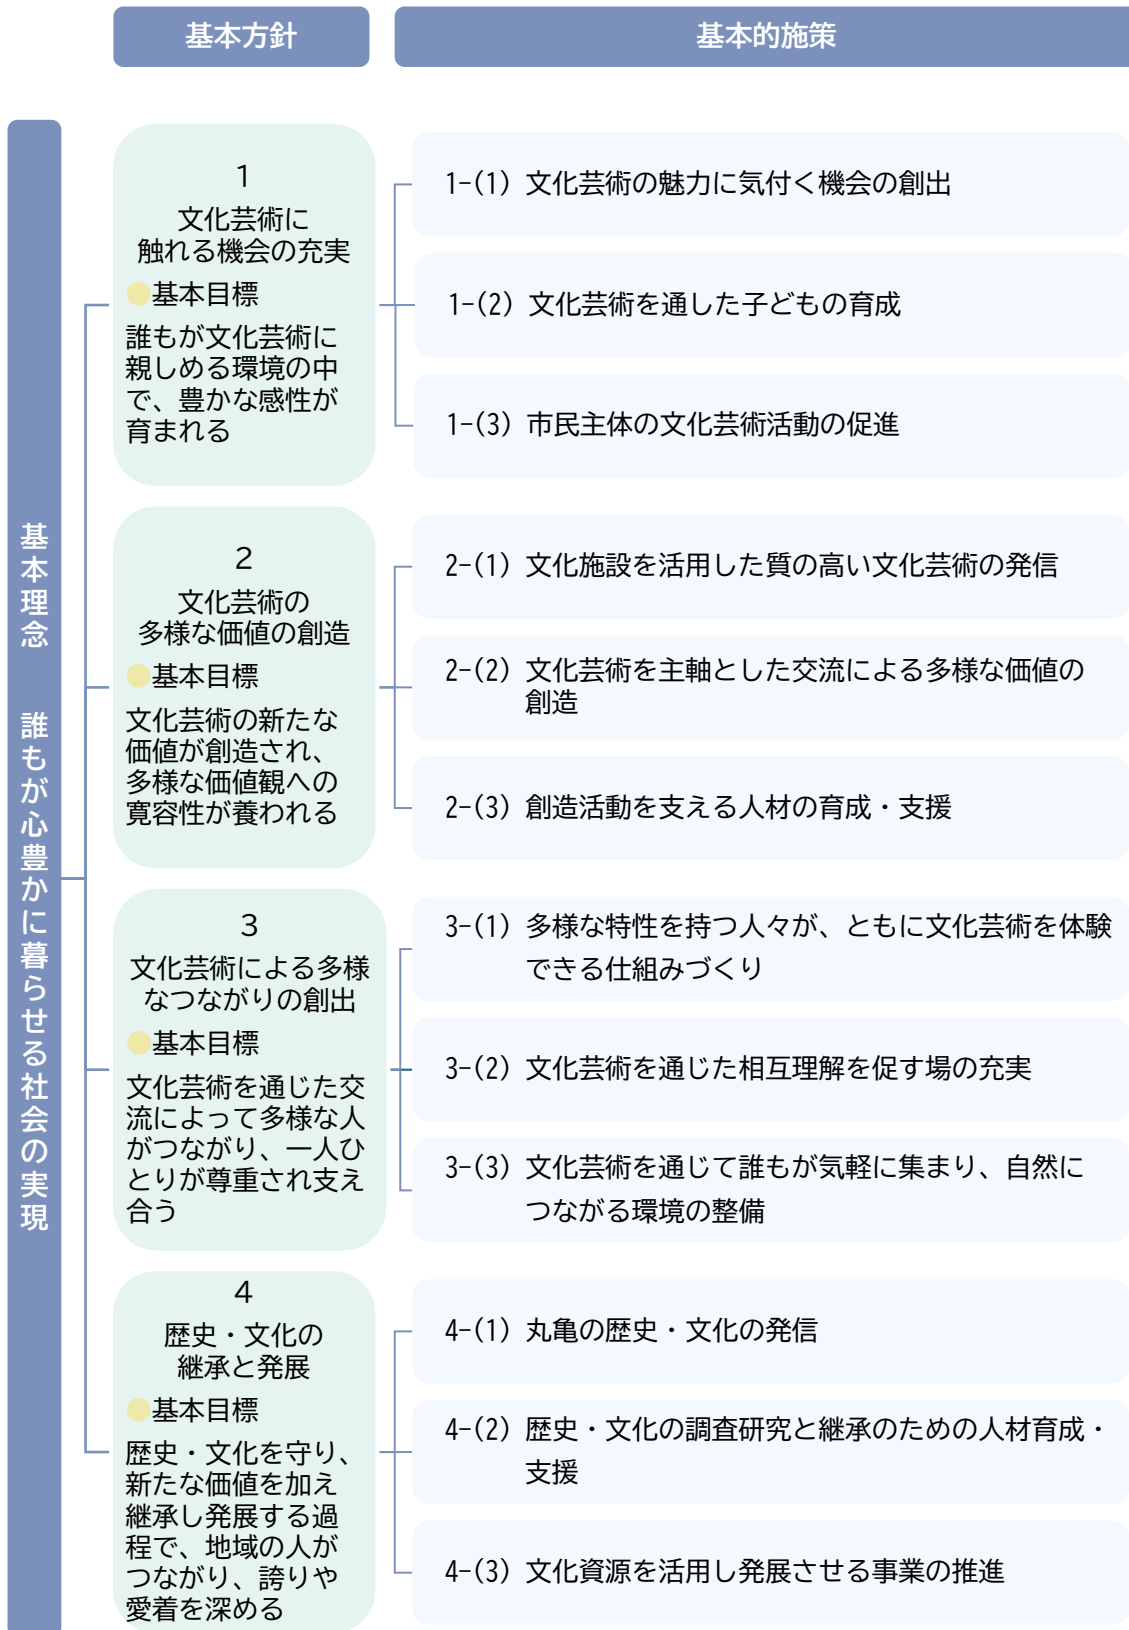 基本方針
基本的施策
基本理念　誰もが心豊かに暮らせる社会の実現
1
文化芸術に
触れる機会の充実
●基本目標
誰もが文化芸術に
親しめる環境の中
で、豊かな感性が
育まれる
1-(1) 文化芸術の魅力に気付く機会の創出
1-(2) 文化芸術を通した子どもの育成
1-(3) 市民主体の文化芸術活動の促進
2
文化芸術の
多様な価値の創造
●基本目標
文化芸術の新たな
価値が創造され、
多様な価値観への
寛容性が養われる
2-(1) 文化施設を活用した質の高い文化芸術の発信
2-(2) 文化芸術を主軸とした交流による多様な価値の
創造
2-(3) 創造活動を支える人材の育成・支援
3
文化芸術による多様
なつながりの創出
●基本目標
文化芸術を通じた交
流によって多様な人
がつながり、一人ひ
とりが尊重され支え
合う
3-(1) 多様な特性を持つ人々が、ともに文化芸術を体験
できる仕組みづくり
3-(2) 文化芸術を通じた相互理解を促す場の充実
3-(3) 文化芸術を通じて誰もが気軽に集まり、自然に
つながる環境の整備
4
歴史・文化の
継承と発展
●基本目標
歴史・文化を守り、
新たな価値を加え
継承し発展する過
程で、地域の人が
つながり、誇りや
愛着を深める
4-(1) 丸亀の歴史・文化の発信
4-(2) 歴史・文化の調査研究と継承のための人材育成・
支援
4-(3) 文化資源を活用し発展させる事業の推進